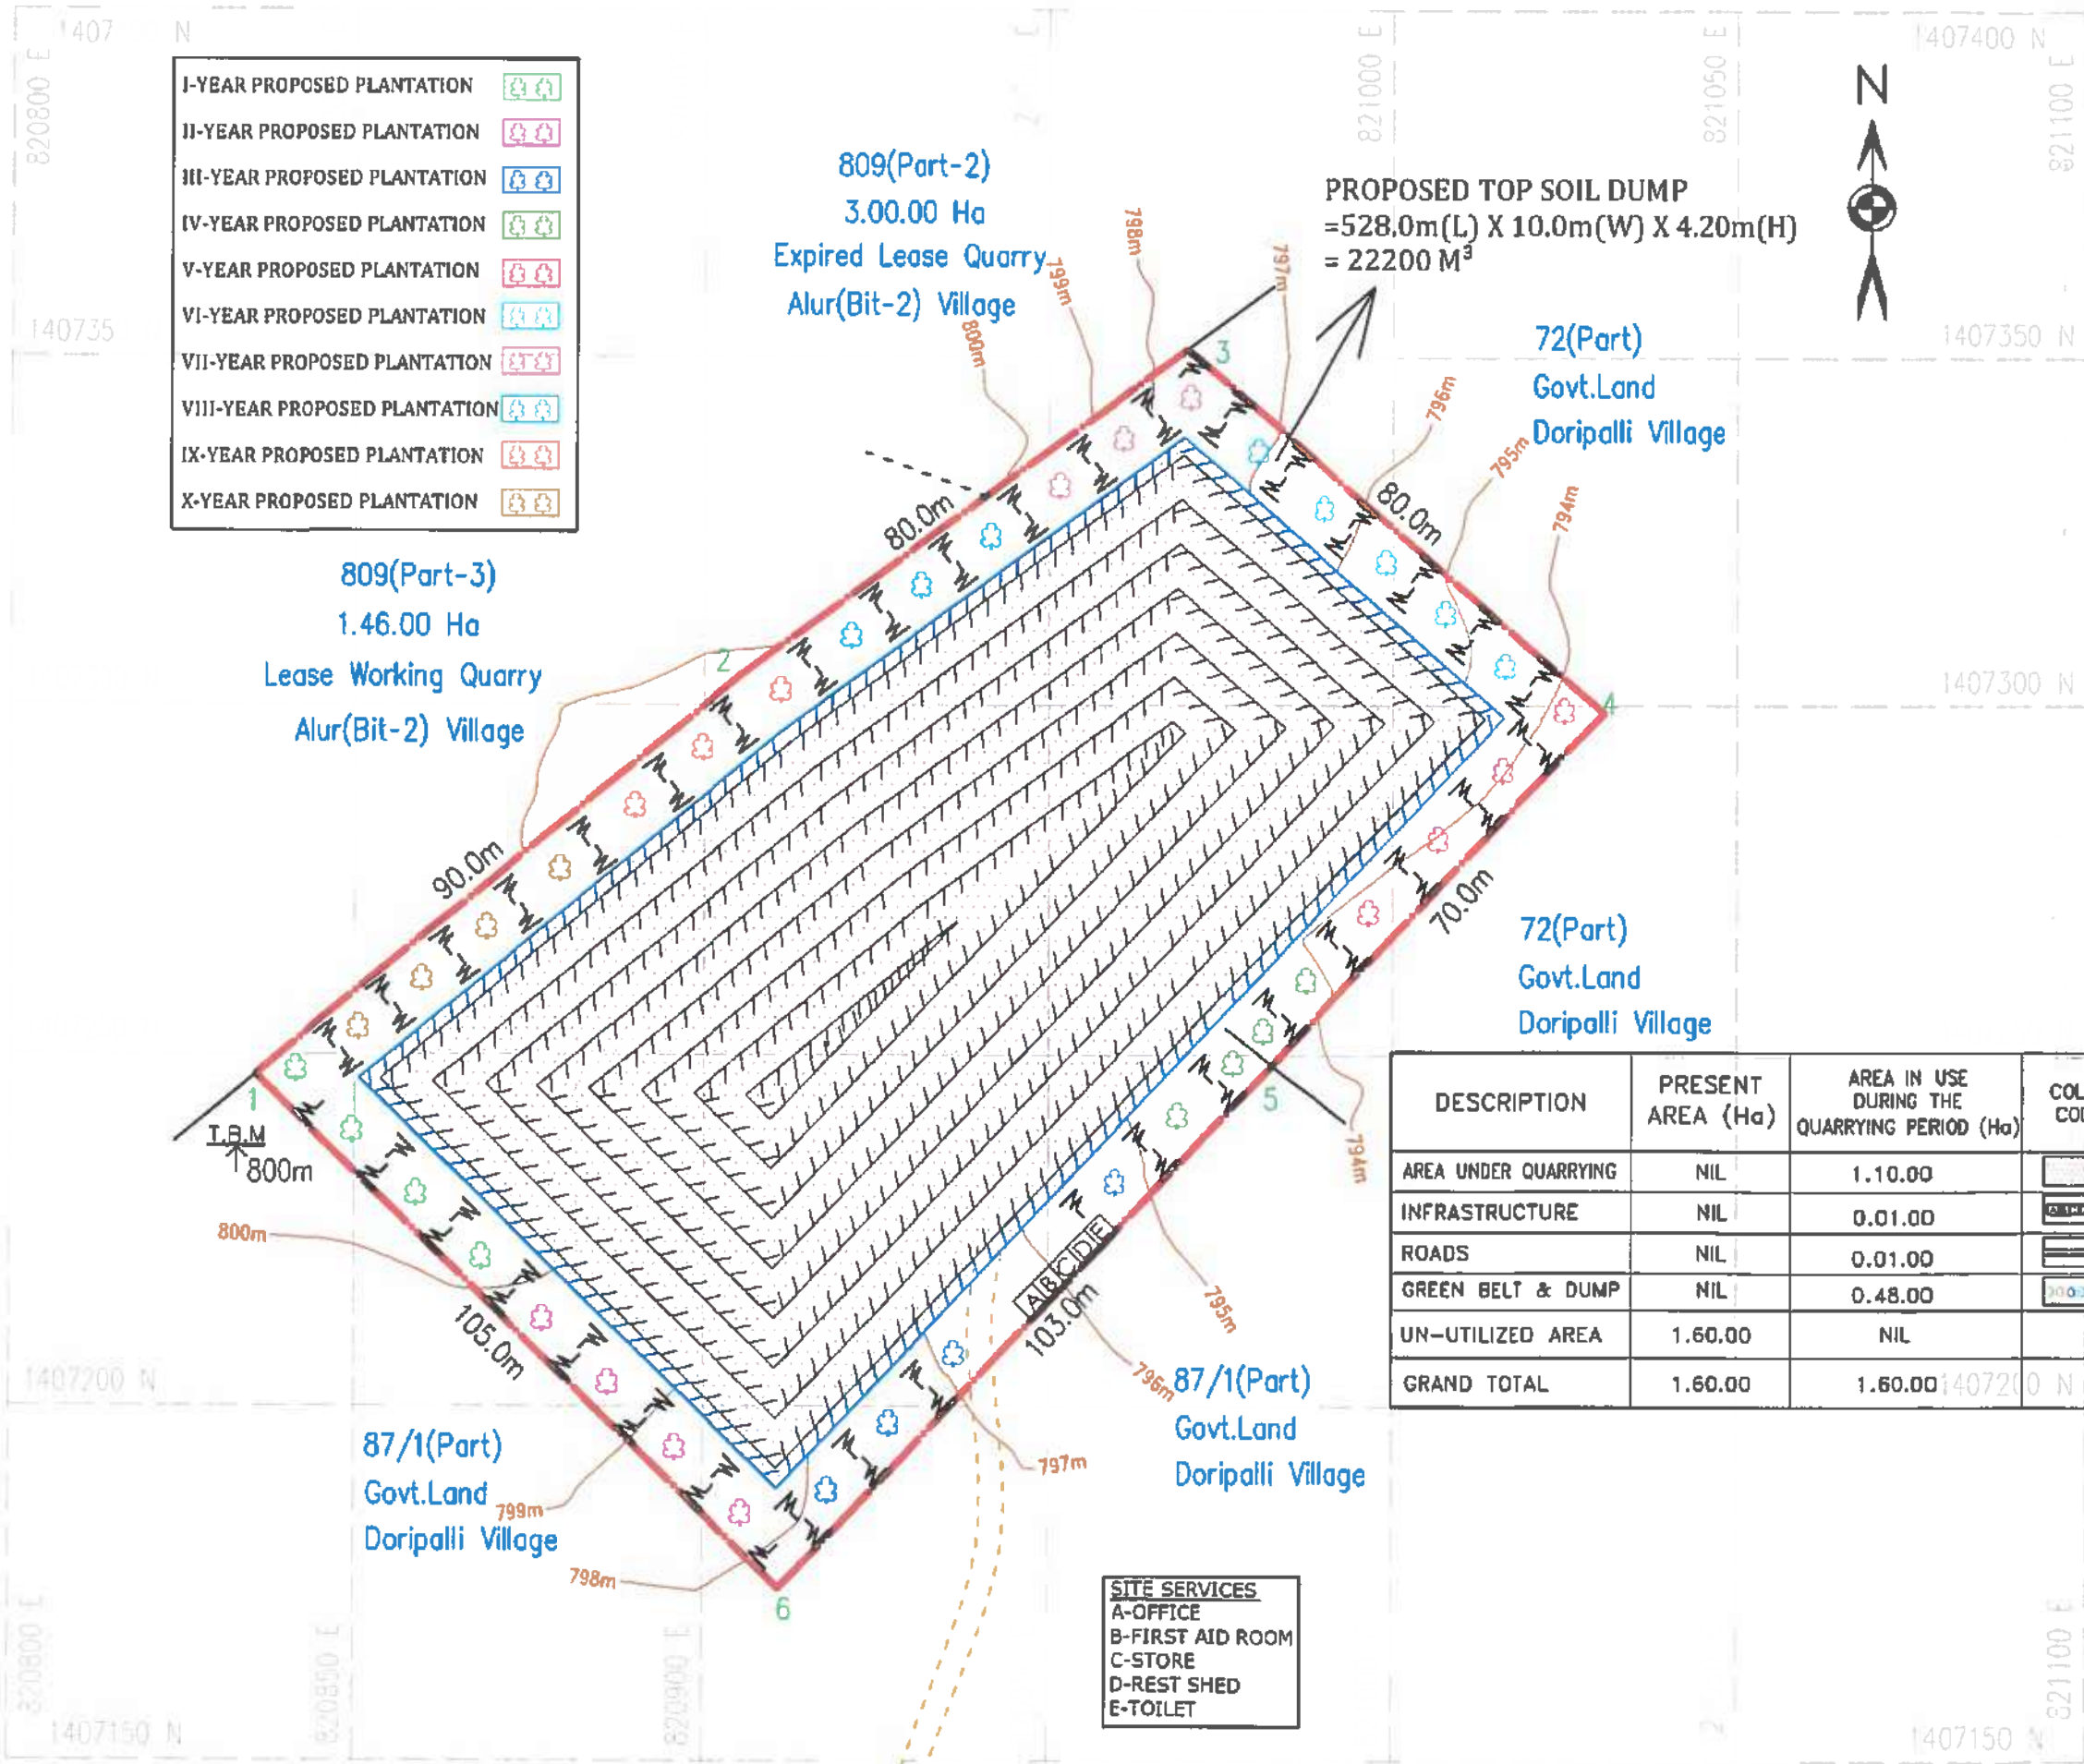 1407 N
1407400 N
820800 E
821000 E
821050 E
821100 E
N
I-YEAR PROPOSED PLANTATION
II-YEAR PROPOSED PLANTATION
III-YEAR PROPOSED PLANTATION
IV-YEAR PROPOSED PLANTATION
V-YEAR PROPOSED PLANTATION
VI-YEAR PROPOSED PLANTATION
VII-YEAR PROPOSED PLANTATION
VIII-YEAR PROPOSED PLANTATION
IX-YEAR PROPOSED PLANTATION
X-YEAR PROPOSED PLANTATION
809(Part-2)
3.00.00 Ha
Expired Lease Quarry
Alur(Bit-2) Village
PROPOSED TOP SOIL DUMP
=528.0m(L) X 10.0m(W) X 4.20m(H)
= 22200 M³
800m
799m
798m
797m
796m
795m
794m
140735
1407350 N
72(Part)
Govt.Land
Doripalli Village
3
80.0m
80.0m
809(Part-3)
1.46.00 Ha
Lease Working Quarry
Alur(Bit-2) Village
2
4
1407300 N
90.0m
70.0m
72(Part)
Govt.Land
Doripalli Village
1
T.B.M
800m
5
794m
800m
ABCDE
103.0m
105.0m
795m
796m
797m
DESCRIPTION
PRESENT
AREA (Ha)
AREA IN USE
DURING THE
QUARRYING PERIOD (Ha)
COL
CO
AREA UNDER QUARRYING NIL 1.10.00
INFRASTRUCTURE NIL 0.01.00
ROADS NIL 0.01.00
GREEN BELT & DUMP NIL 0.48.00
UN-UTILIZED AREA 1.60.00 NIL
GRAND TOTAL 1.60.00 1.60.00
1407200 N
1407200 N
87/1(Part)
Govt.Land
Doripalli Village
87/1(Part)
Govt.Land
Doripalli Village
799m
798m
6
SITE SERVICES
A-OFFICE
B-FIRST AID ROOM
C-STORE
D-REST SHED
E-TOILET
820800 E
820850 E
820900 E
821100 E
1407150 N
1407150 N